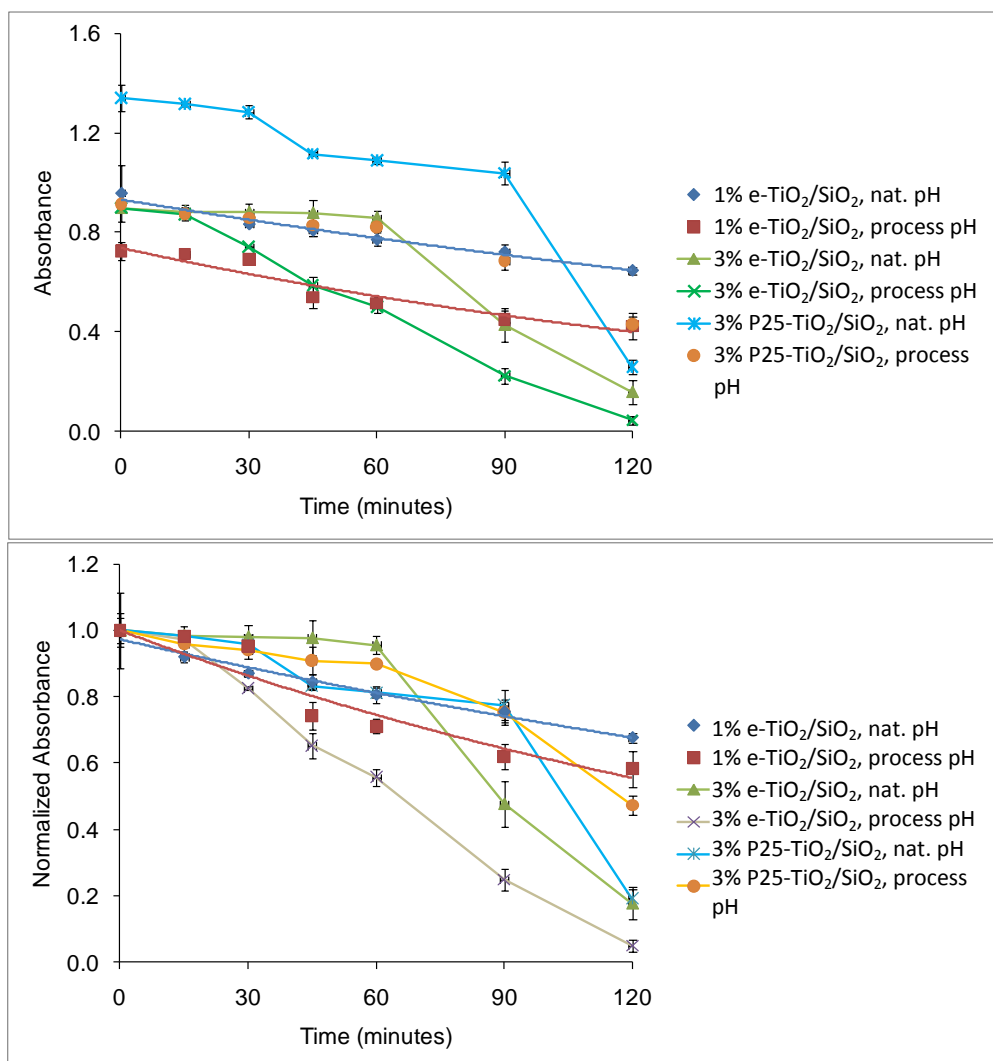 1.6
1.2
0.8
0.4
0.0
Absorbance
0 30 60 90 120
Time (minutes)
1% e-TiO₂/SiO₂, nat. pH
1% e-TiO₂/SiO₂, process pH
3% e-TiO₂/SiO₂, nat. pH
3% e-TiO₂/SiO₂, process pH
3% P25-TiO₂/SiO₂, nat. pH
3% P25-TiO₂/SiO₂, process
pH
1.2
1.0
0.8
0.6
0.4
0.2
0.0
Normalized Absorbance
0 30 60 90 120
Time (minutes)
1% e-TiO₂/SiO₂, nat. pH
1% e-TiO₂/SiO₂, process pH
3% e-TiO₂/SiO₂, nat. pH
3% e-TiO₂/SiO₂, process pH
3% P25-TiO₂/SiO₂, nat. pH
3% P25-TiO₂/SiO₂, process
pH